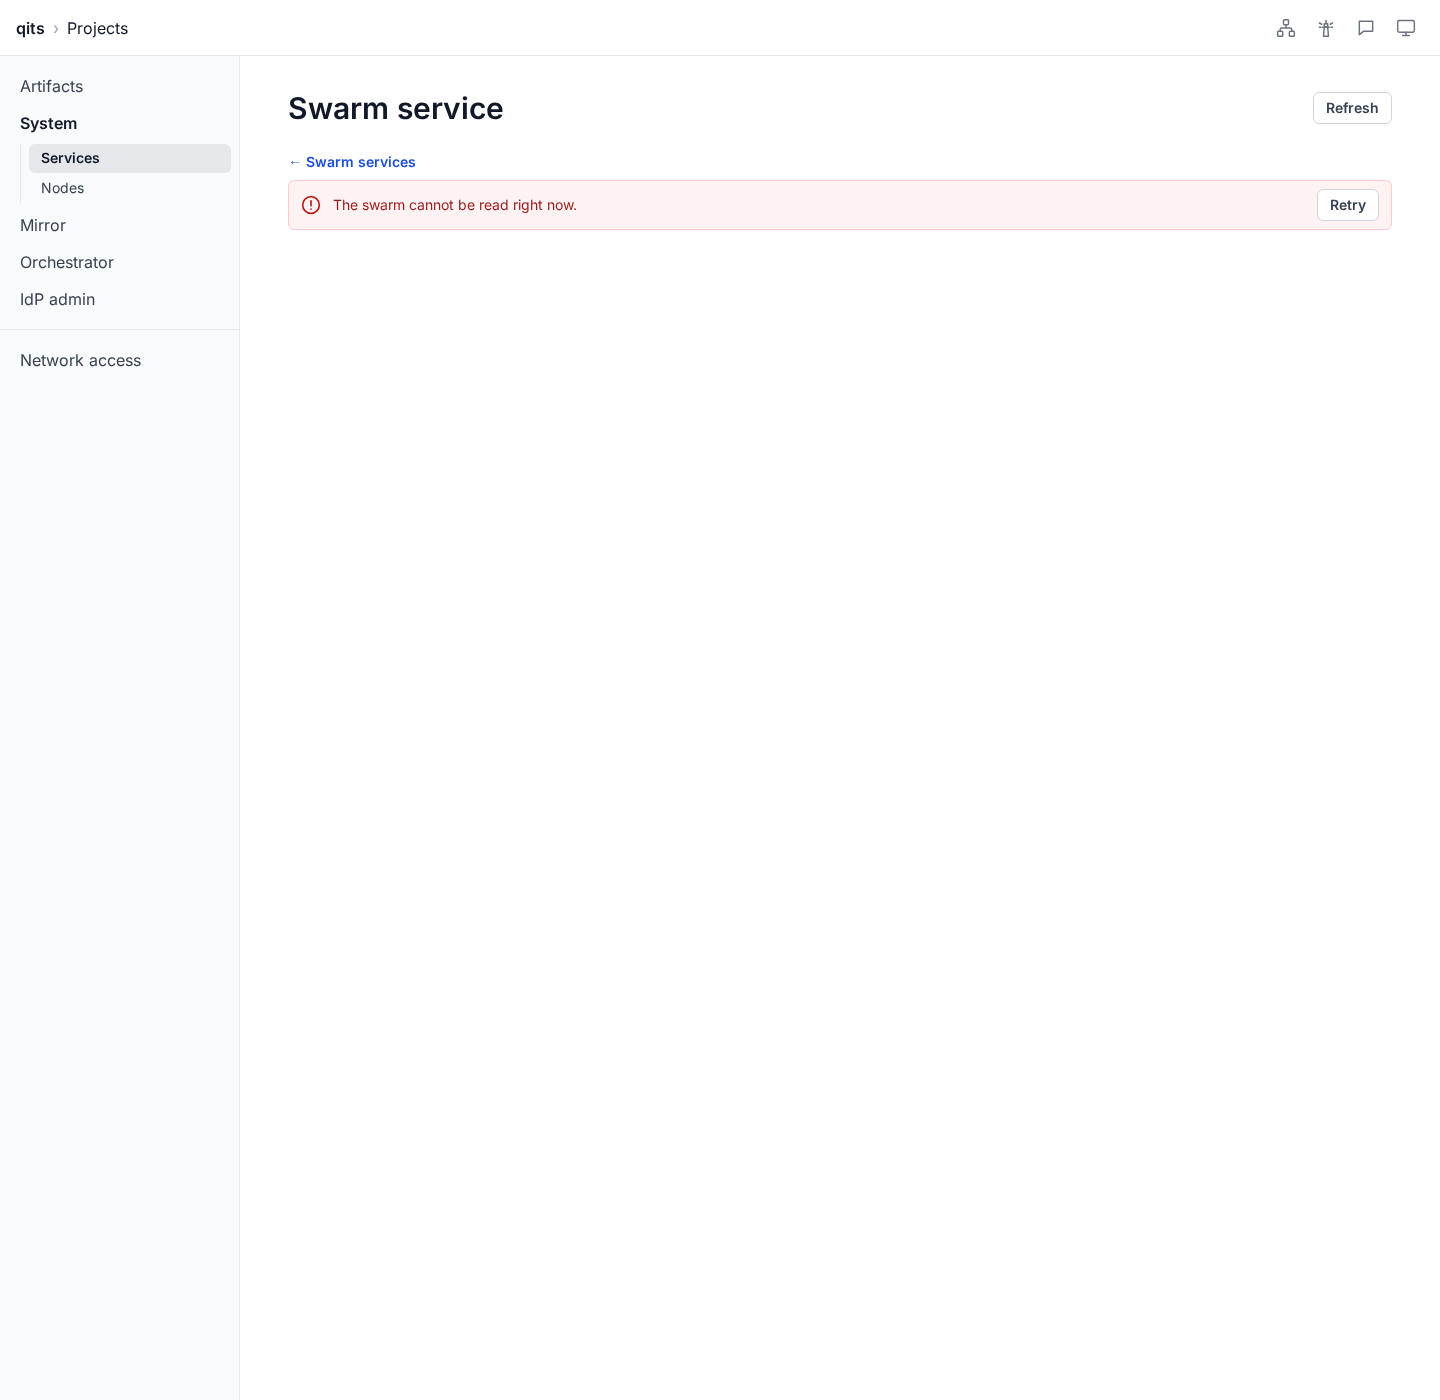 qits › Projects
Artifacts
System
Services
Nodes
Mirror
Orchestrator
IdP admin
Network access
Swarm service
Refresh
← Swarm services
The swarm cannot be read right now.
Retry